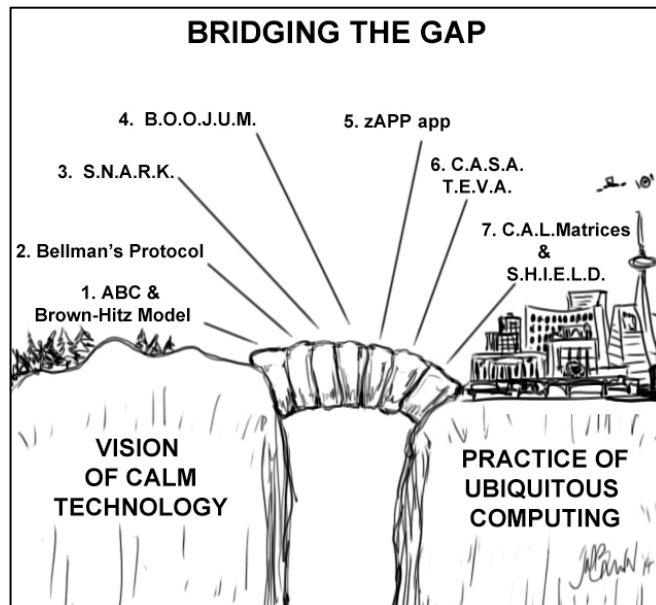 BRIDGING THE GAP
4. B.O.O.J.U.M.
5. zAPP app
3. S.N.A.R.K.
6. C.A.S.A.
T.E.V.A.
2. Bellman's Protocol
7. C.A.L.Matrices
&
S.H.I.E.L.D.
1. ABC &
Brown-Hitz Model
VISION
OF CALM
TECHNOLOGY
PRACTICE OF
UBIQUITOUS
COMPUTING